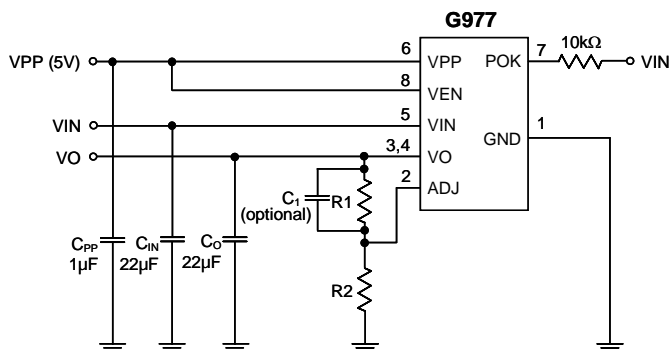 G977
VPP (5V)
6
VPP
POK
7
10kΩ
VIN
8
VEN
VIN
5
VIN
GND
1
VO
3,4
VO
2
ADJ
C1
(optional)
R1
CPP
1µF
CIN
22µF
CO
22µF
R2